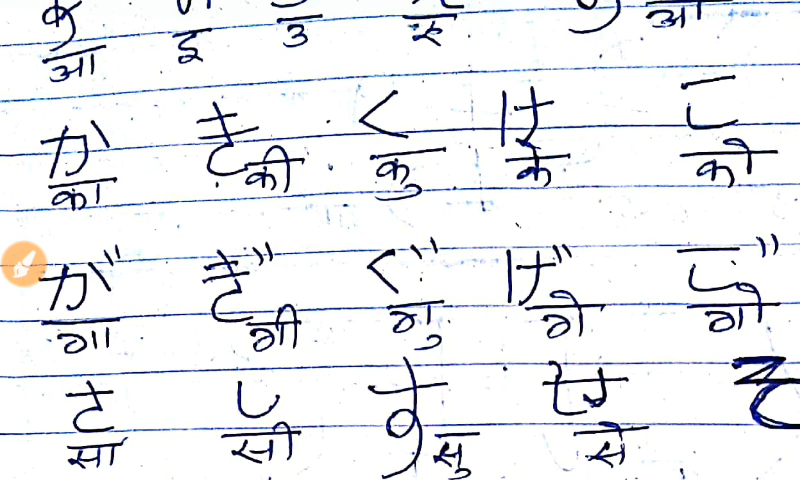 आ इ उ ए आ
か き く け こ
का की कु के को
が ぎ ぐ げ ご
गा गी गु गे गो
さ し す せ そ
सा सी सु से